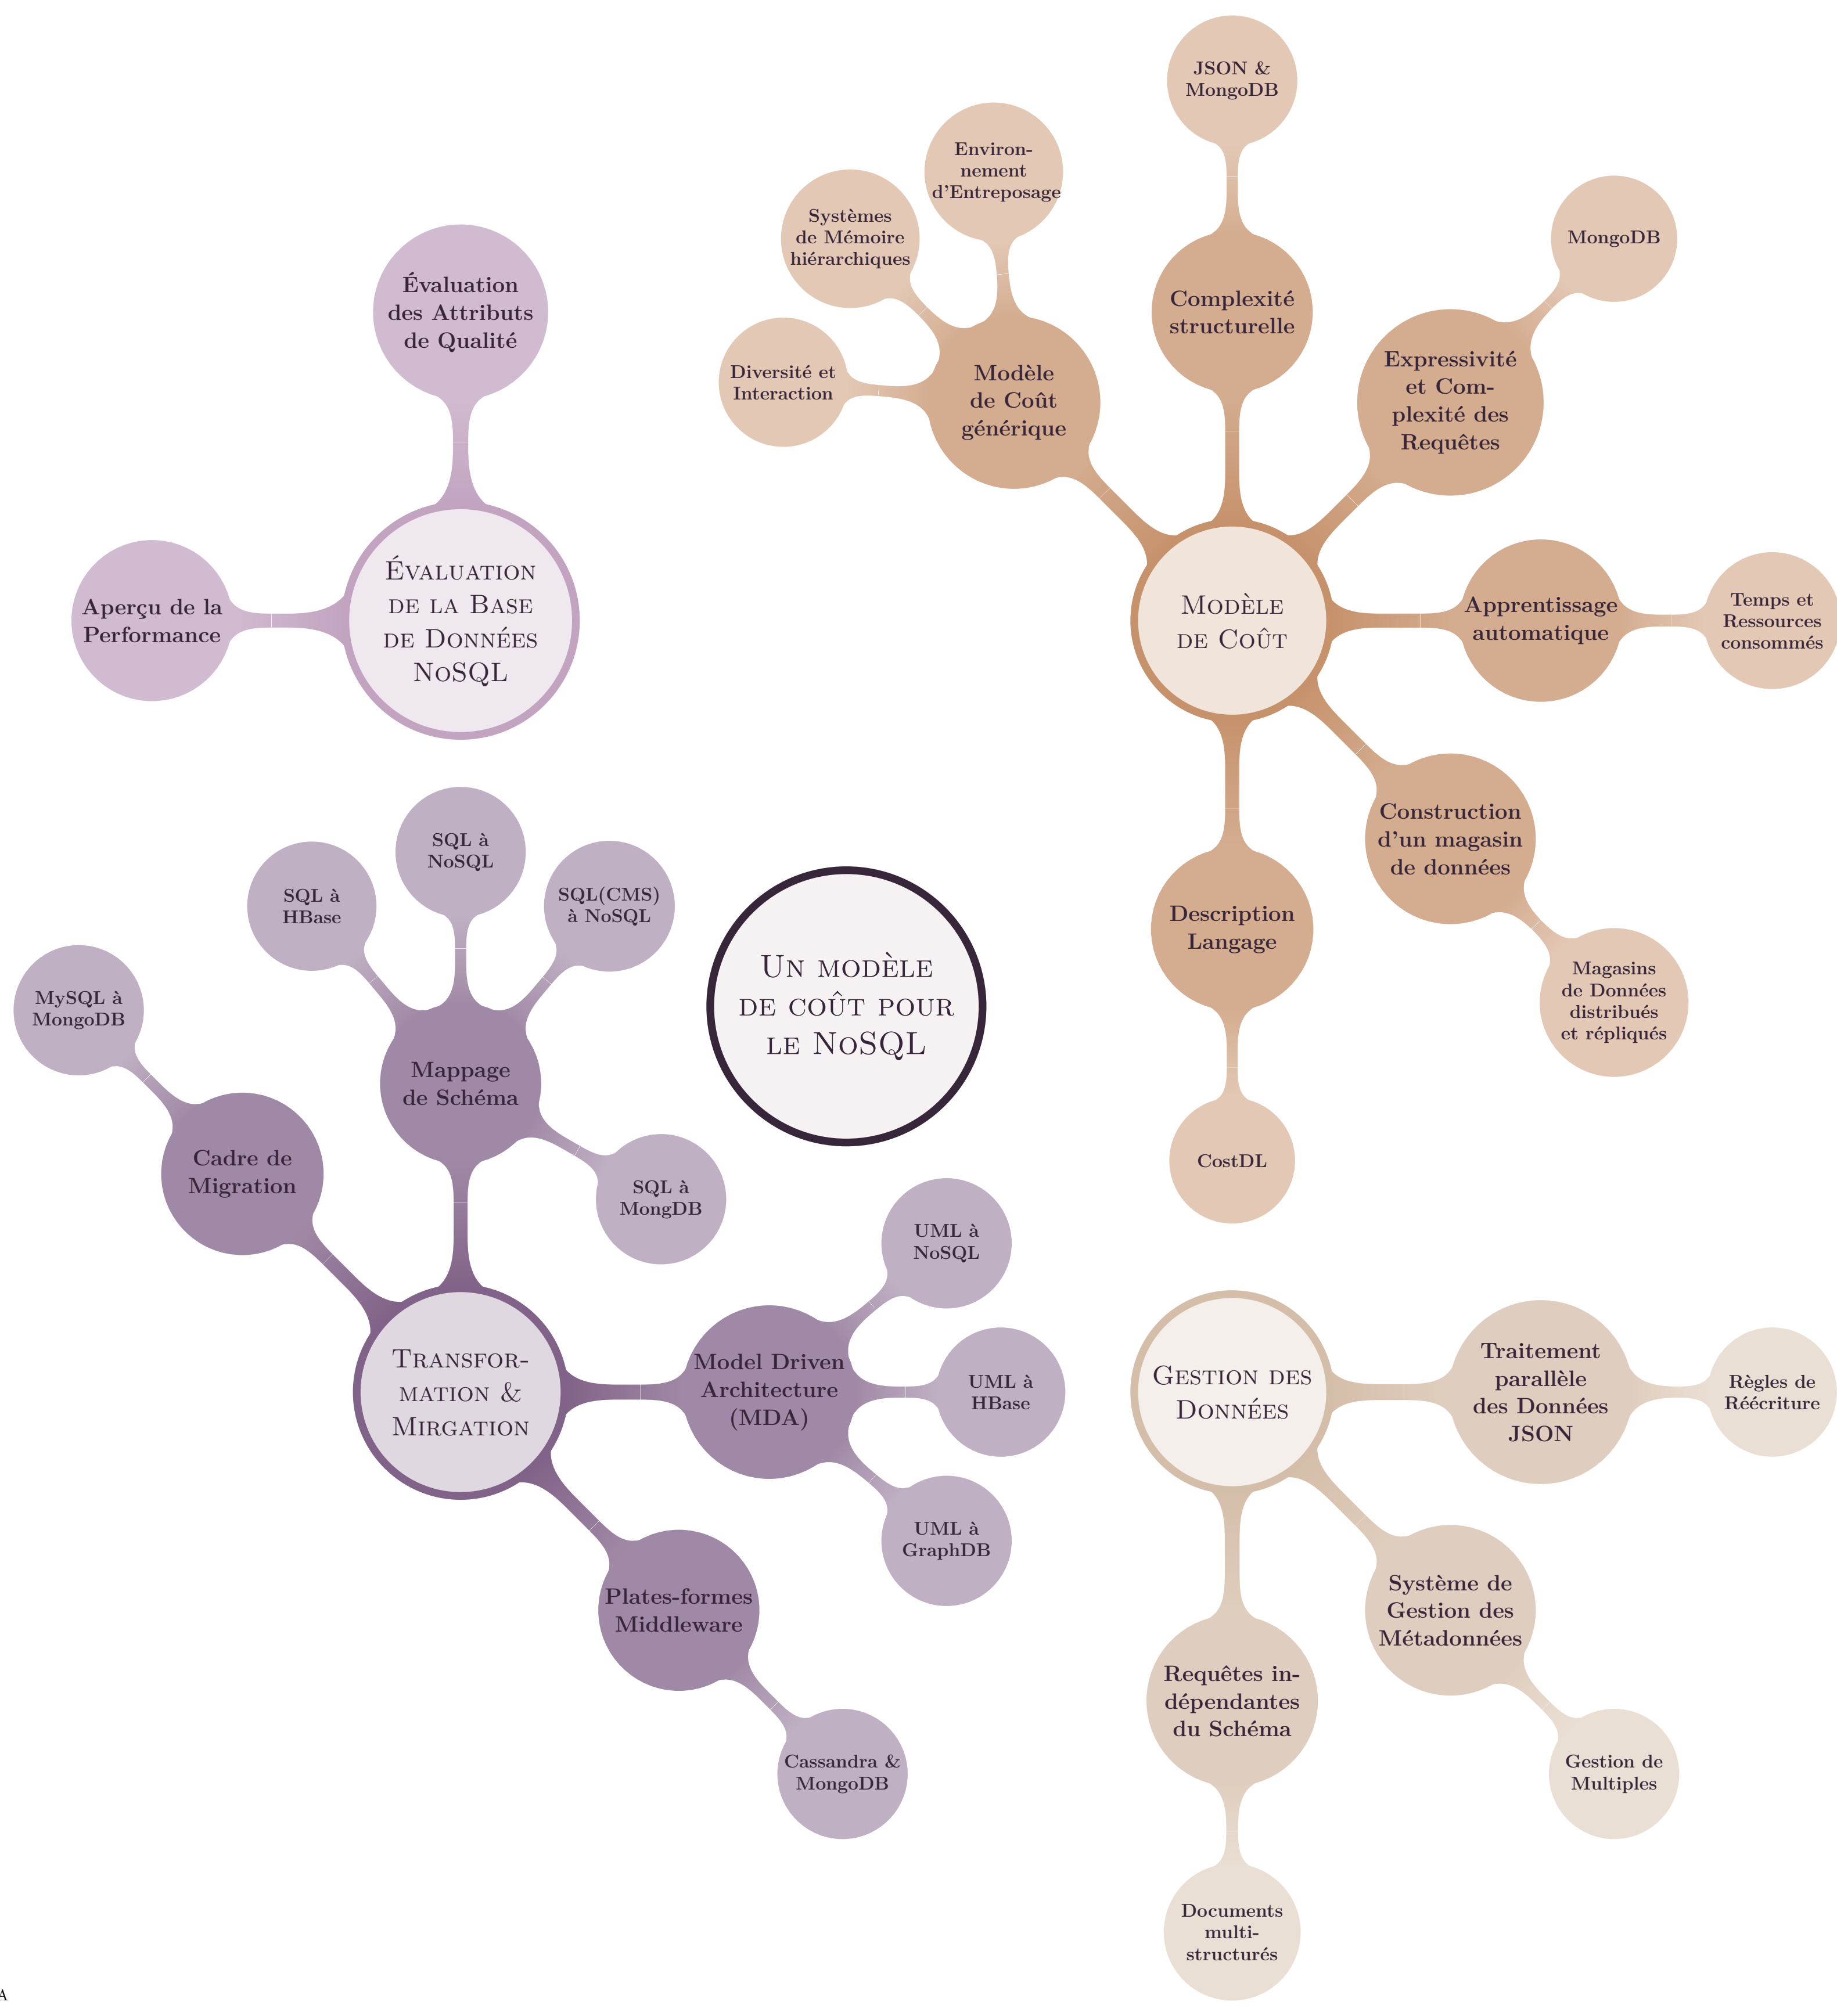 JSON &
MongoDB
Environ-
nement
d'Entreposage
Systèmes
de Mémoire
hiérarchiques
MongoDB
Évaluation
des Attributs
de Qualité
Complexité
structurelle
Diversité et
Interaction
Modèle
de Coût
générique
Expressivité
et Com-
plexité des
Requêtes
Aperçu de la
Performance
Évaluation
de la Base
de Données
NoSQL
Modèle
de Coût
Apprentissage
automatique
Temps et
Ressources
consommés
SQL à
NoSQL
SQL à
HBase
SQL(CMS)
à NoSQL
Construction
d'un magasin
de données
Description
Langage
Magasins
de Données
distribués
et répliqués
Un modèle
de coût pour
le NoSQL
MySQL à
MongoDB
Mappage
de Schéma
Cadre de
Migration
SQL à
MongDB
CostDL
UML à
NoSQL
Transfor-
mation &
Mirgation
Model Driven
Architecture
(MDA)
UML à
HBase
Gestion des
Données
Traitement
parallèle
des Données
JSON
Règles de
Réécriture
UML à
GraphDB
Plates-formes
Middleware
Système de
Gestion des
Métadonnées
Requêtes in-
dépendantes
du Schéma
Cassandra &
MongoDB
Gestion de
Multiples
Documents
multi-
structurés
A